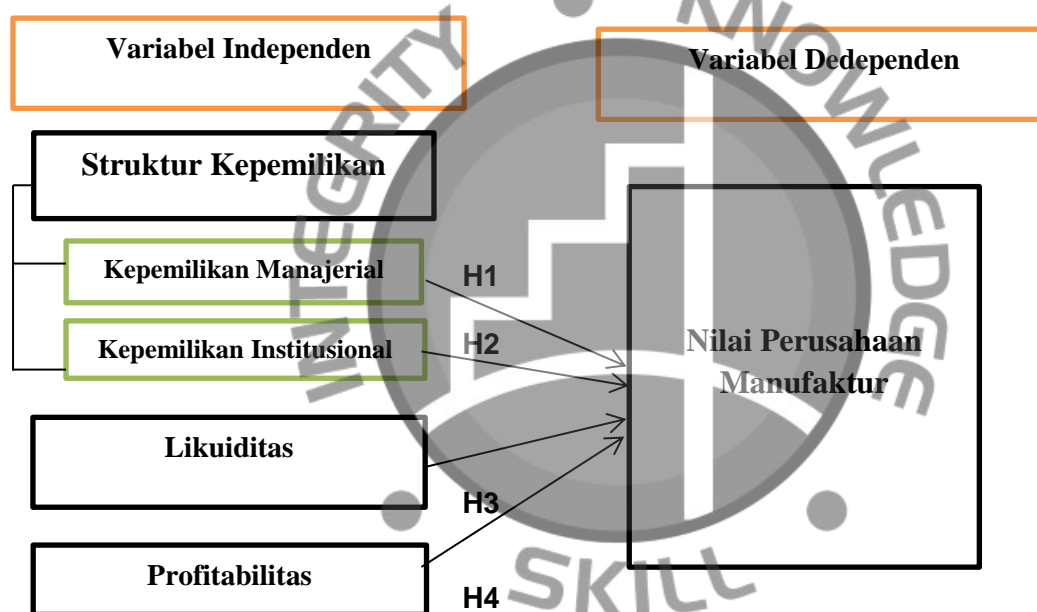 Variabel Independen
Variabel Dedependen
Struktur Kepemilikan
Kepemilikan Manajerial
H1
Kepemilikan Institusional
H2
Nilai Perusahaan
Manufaktur
Likuiditas
H3
Profitabilitas
H4
INTEGRITY
KNOWLEDGE
SKILL